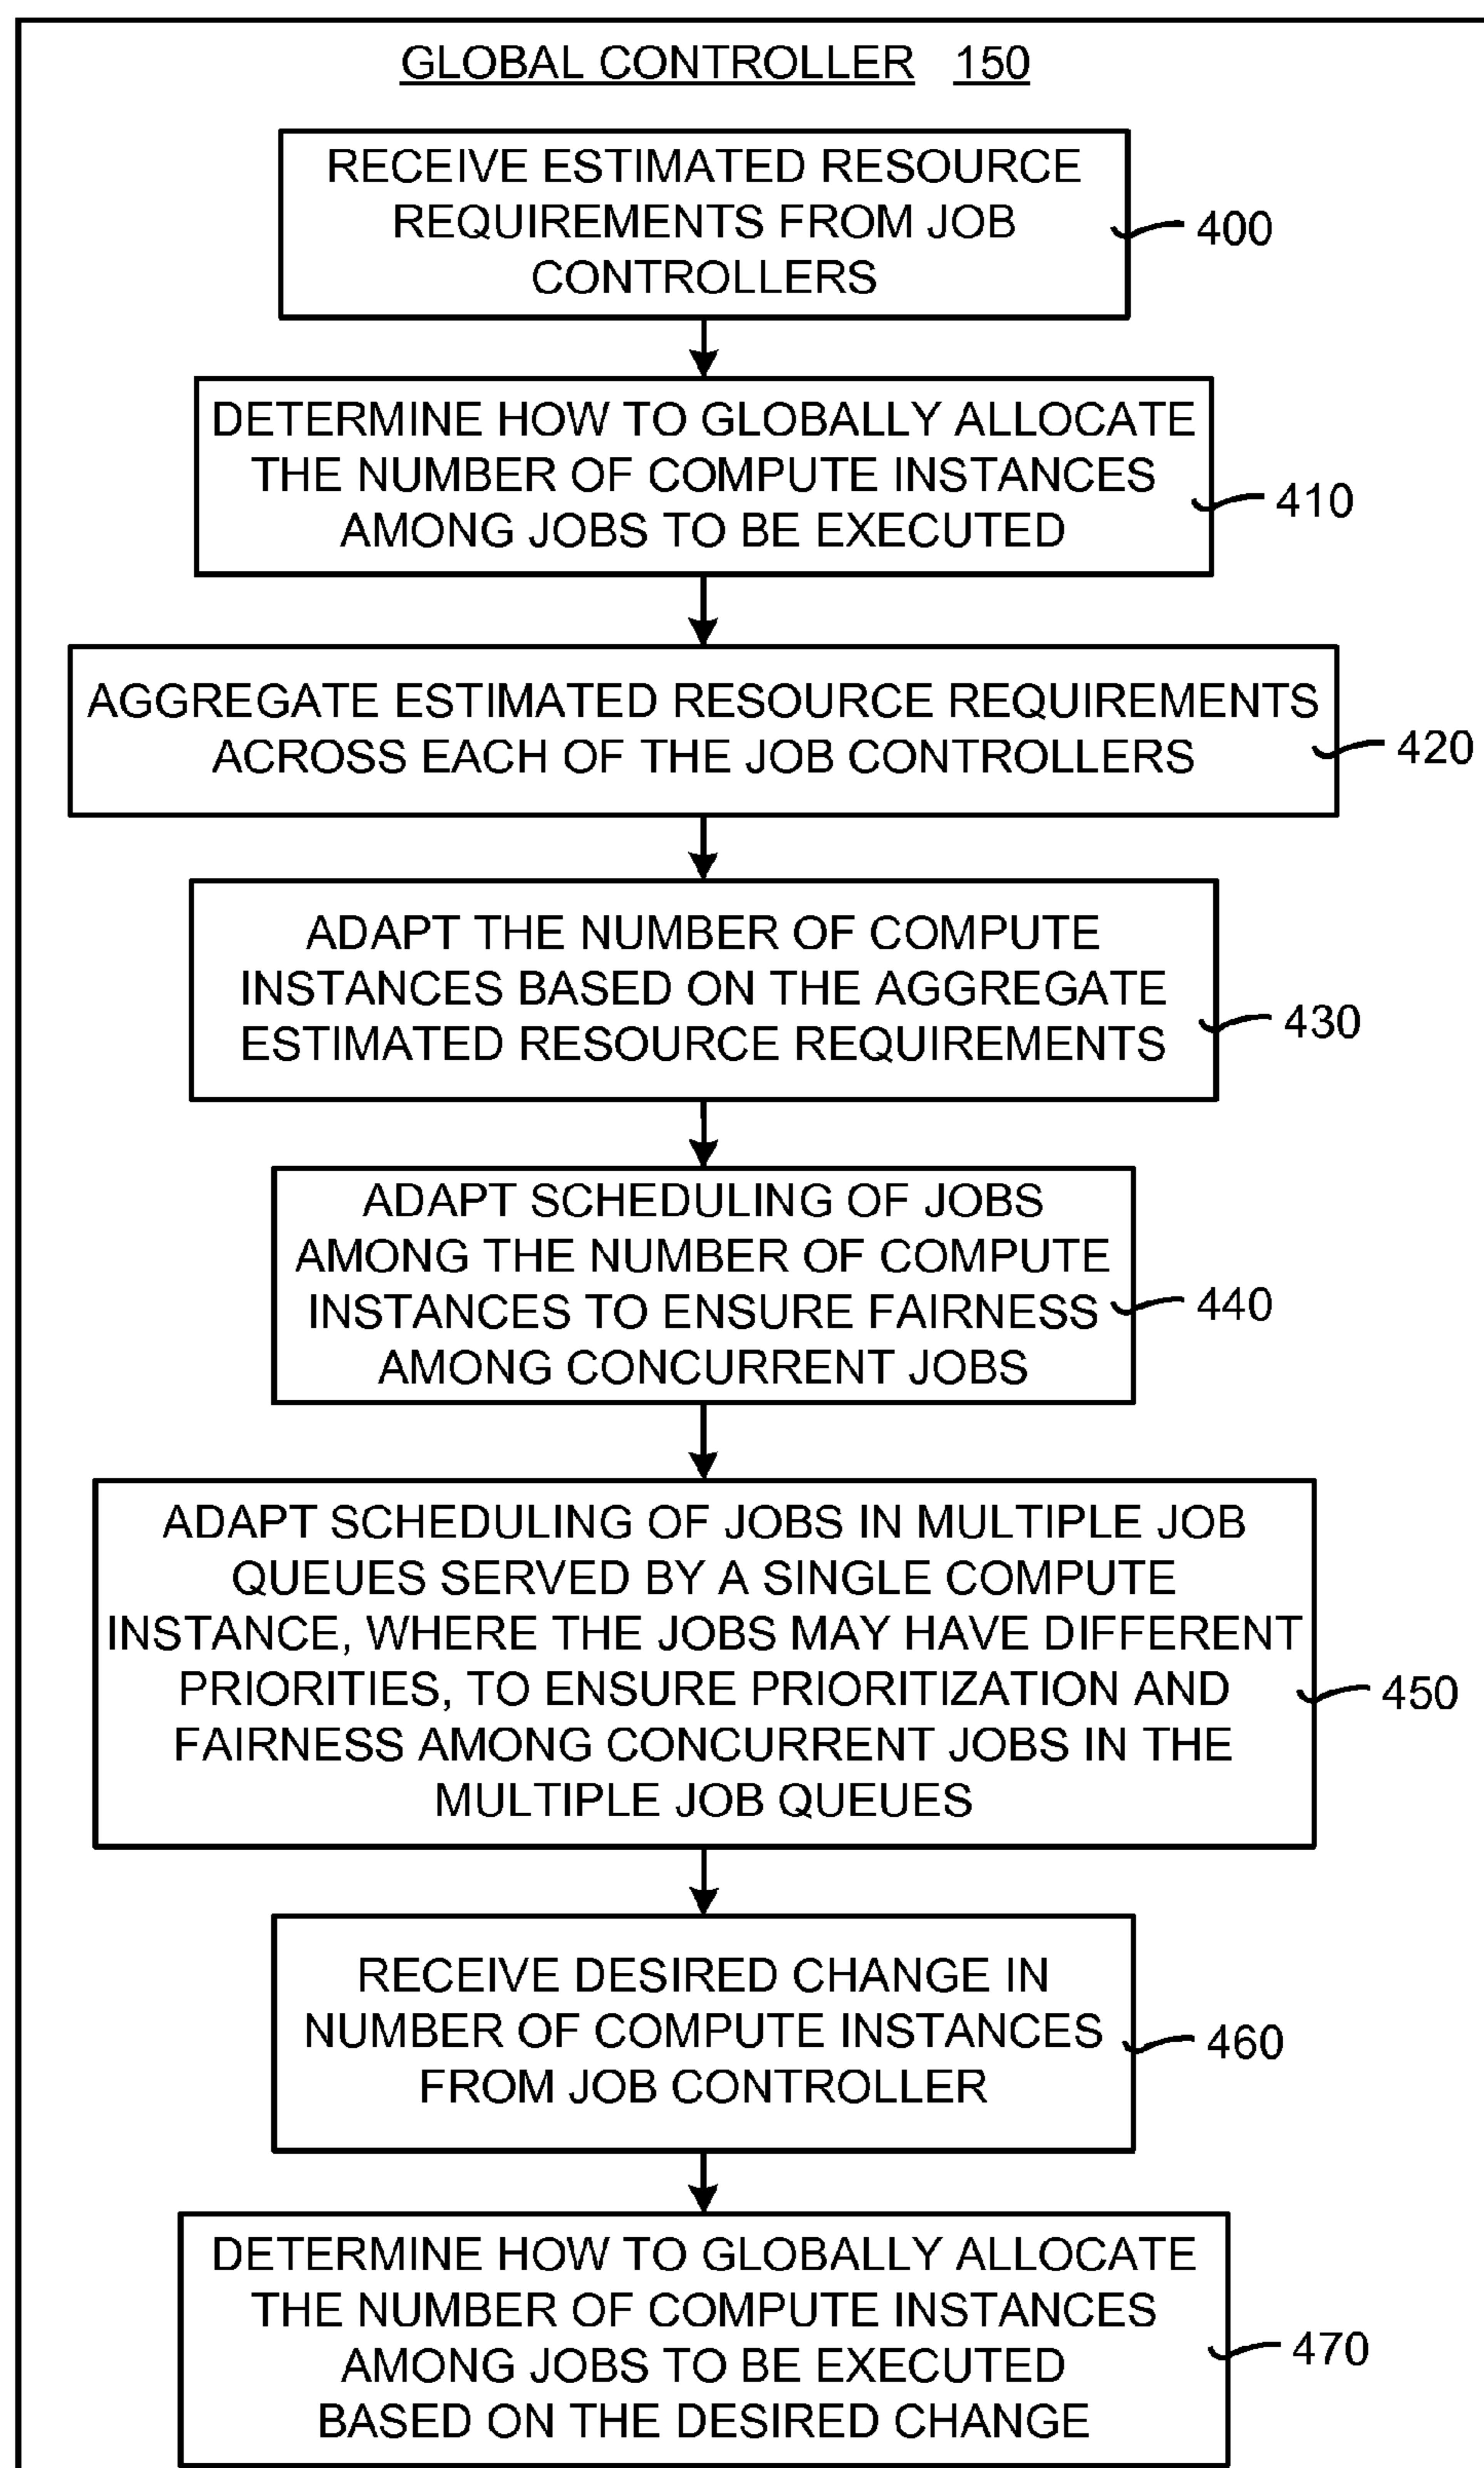 GLOBAL CONTROLLER 150
RECEIVE ESTIMATED RESOURCE
REQUIREMENTS FROM JOB
CONTROLLERS
400
DETERMINE HOW TO GLOBALLY ALLOCATE
THE NUMBER OF COMPUTE INSTANCES
AMONG JOBS TO BE EXECUTED
410
AGGREGATE ESTIMATED RESOURCE REQUIREMENTS
ACROSS EACH OF THE JOB CONTROLLERS
420
ADAPT THE NUMBER OF COMPUTE
INSTANCES BASED ON THE AGGREGATE
ESTIMATED RESOURCE REQUIREMENTS
430
ADAPT SCHEDULING OF JOBS
AMONG THE NUMBER OF COMPUTE
INSTANCES TO ENSURE FAIRNESS
AMONG CONCURRENT JOBS
440
ADAPT SCHEDULING OF JOBS IN MULTIPLE JOB
QUEUES SERVED BY A SINGLE COMPUTE
INSTANCE, WHERE THE JOBS MAY HAVE DIFFERENT
PRIORITIES, TO ENSURE PRIORITIZATION AND
FAIRNESS AMONG CONCURRENT JOBS IN THE
MULTIPLE JOB QUEUES
450
RECEIVE DESIRED CHANGE IN
NUMBER OF COMPUTE INSTANCES
FROM JOB CONTROLLER
460
DETERMINE HOW TO GLOBALLY ALLOCATE
THE NUMBER OF COMPUTE INSTANCES
AMONG JOBS TO BE EXECUTED
BASED ON THE DESIRED CHANGE
470